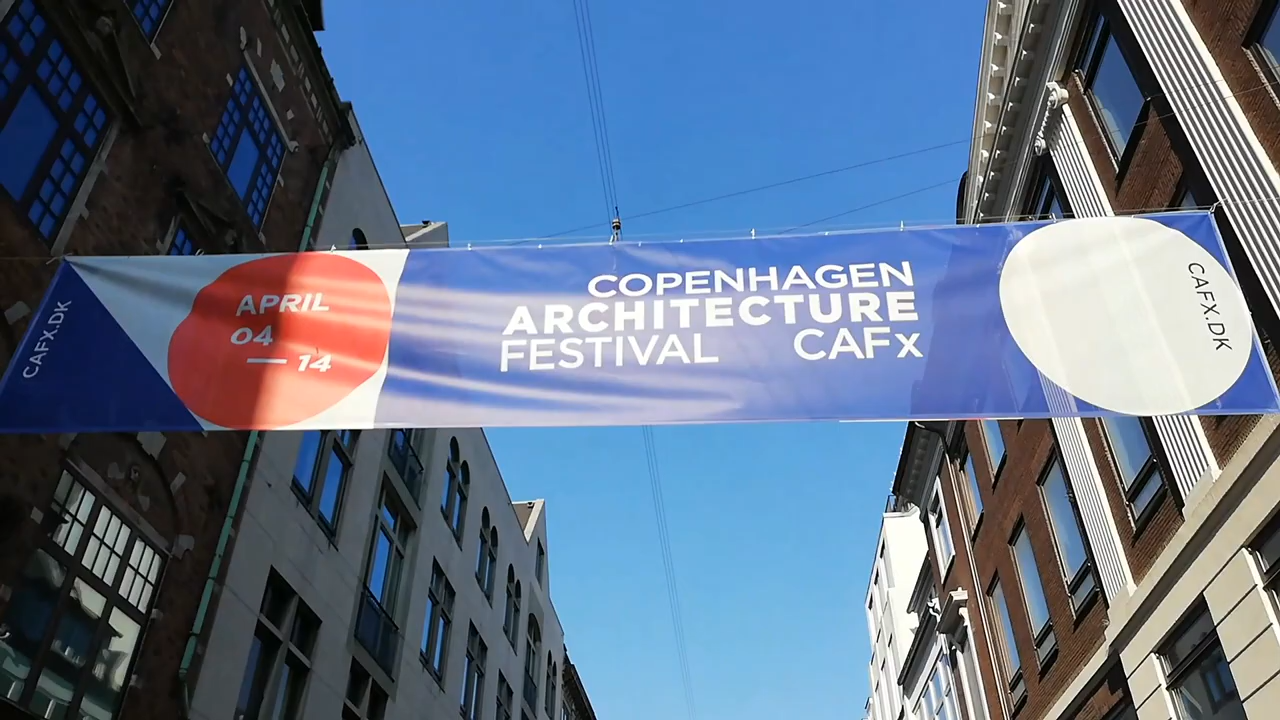 CAFX.DK
APRIL
04
— 14
COPENHAGEN
ARCHITECTURE
FESTIVAL CAFx
CAFX.DK